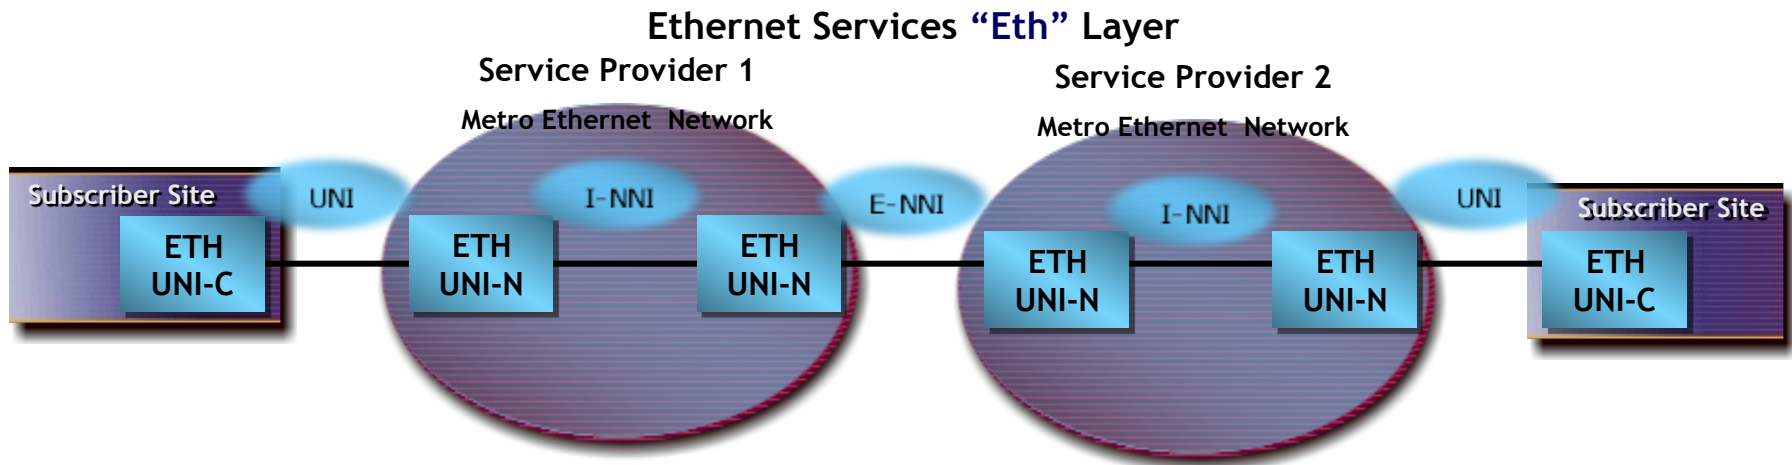 Ethernet Services “Eth” Layer
Service Provider 1
Service Provider 2
Metro Ethernet Network
Metro Ethernet Network
Subscriber Site
UNI
I-NNI
E-NNI
I-NNI
UNI
Subscriber Site
ETH
UNI-C
ETH
UNI-N
ETH
UNI-N
ETH
UNI-N
ETH
UNI-N
ETH
UNI-C